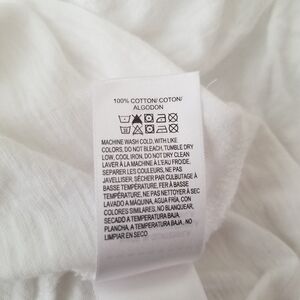 100% COTTON/ COTON/
ALGODON
MACHINE WASH COLD, WITH LIKE
COLORS, DO NOT BLEACH, TUMBLE DRY
LOW, COOL IRON, DO NOT DRY CLEAN
LAVER À LA MACHINE À L'EAU FROIDE,
SEPARER LES COULEURS, NE PAS
JAVELLISER, SÉCHER PAR CULBUTAGE À
BASSE TEMPÉRATURE, FER À BASSE
TEMPÉRATURE, NE PAS NETTOYER À SEC
LAVADO A MÁQUINA, AGUA FRÍA, CON
COLORES SIMILARES, NO BLANQUEAR,
SECADO A TEMPERATURA BAJA,
PLANCHA, A TEMPERATURA BAJA, NO
LIMPIAR EN SECO